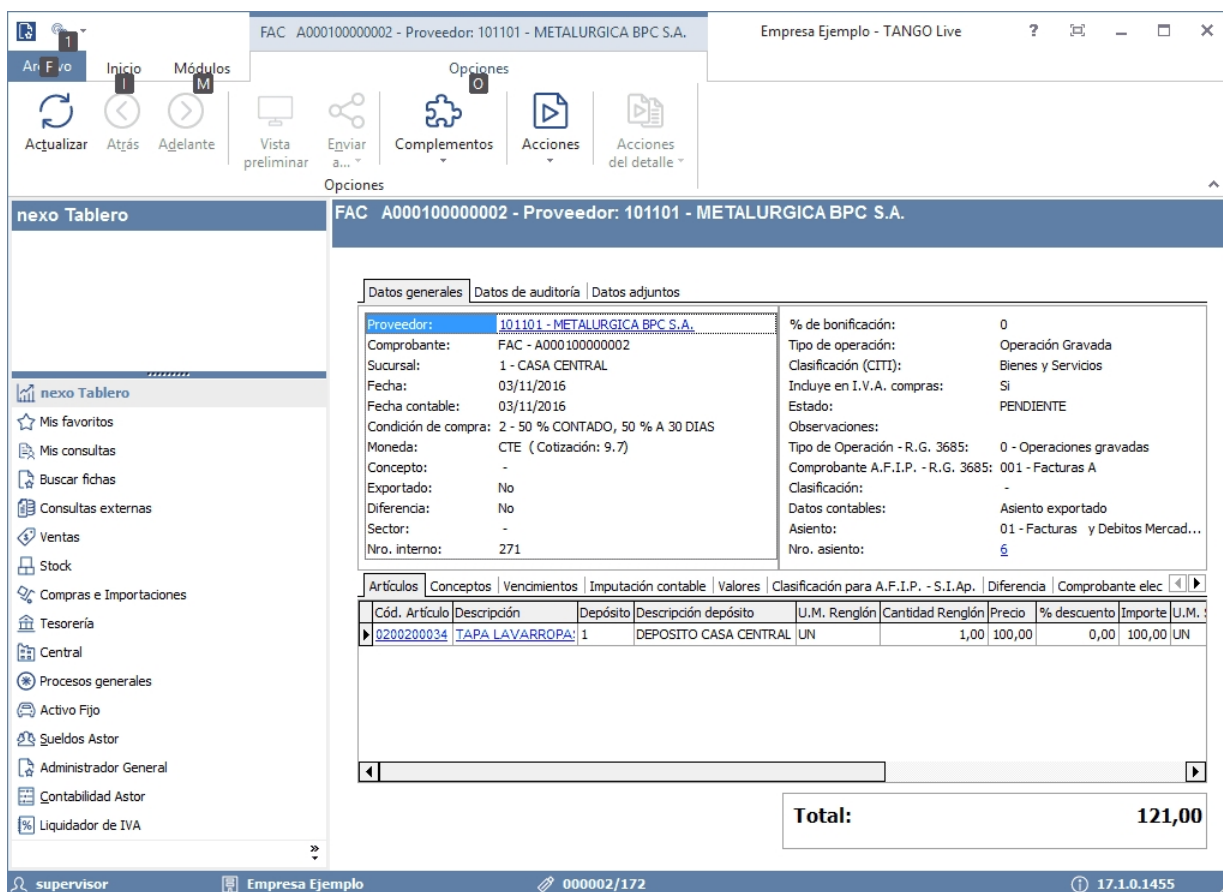 1
FAC A000100000002 - Proveedor: 101101 - METALURGICA BPC S.A.
Empresa Ejemplo - TANGO Live
?
F
Inicio
Módulos
Opciones
I
M
O
Actualizar
Atrás
Adelante
Vista preliminar
Enviar a...
Complementos
Acciones
Acciones del detalle
Opciones
nexo Tablero
FAC A000100000002 - Proveedor: 101101 - METALURGICA BPC S.A.
nexo Tablero
Mis favoritos
Mis consultas
Buscar fichas
Consultas externas
Ventas
Stock
Compras e Importaciones
Tesorería
Central
Procesos generales
Activo Fijo
Sueldos Astor
Administrador General
Contabilidad Astor
Liquidador de IVA
Datos generales Datos de auditoría Datos adjuntos
Proveedor: 101101 - METALURGICA BPC S.A.
Comprobante: FAC - A000100000002
Sucursal: 1 - CASA CENTRAL
Fecha: 03/11/2016
Fecha contable: 03/11/2016
Condición de compra: 2 - 50 % CONTADO, 50 % A 30 DIAS
Moneda: CTE ( Cotización: 9.7)
Concepto: -
Exportado: No
Diferencia: No
Sector: -
Nro. interno: 271
% de bonificación: 0
Tipo de operación: Operación Gravada
Clasificación (CITI): Bienes y Servicios
Incluye en I.V.A. compras: Si
Estado: PENDIENTE
Observaciones:
Tipo de Operación - R.G. 3685: 0 - Operaciones gravadas
Comprobante A.F.I.P. - R.G. 3685: 001 - Facturas A
Clasificación: -
Datos contables: Asiento exportado
Asiento: 01 - Facturas y Debitos Mercad...
Nro. asiento: 6
Artículos Conceptos Vencimientos Imputación contable Valores Clasificación para A.F.I.P. - S.I.Ap. Diferencia Comprobante elec
Cód. Artículo Descripción Depósito Descripción depósito U.M. Renglón Cantidad Renglón Precio % descuento Importe U.M.
0200200034 TAPA LAVARROPA 1 DEPOSITO CASA CENTRAL UN 1,00 100,00 0,00 100,00 UN
Total: 121,00
supervisor Empresa Ejemplo 000002/172 17.1.0.1455